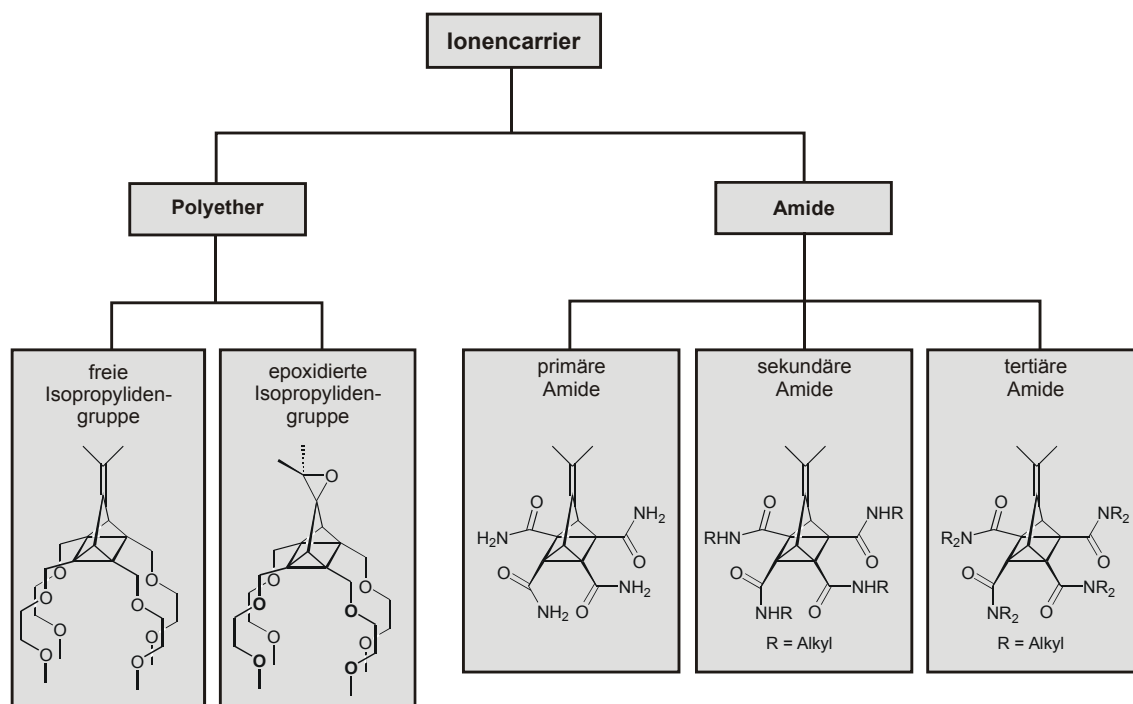 Ionencarrier
Polyether
Amide
freie
Isopropyliden-
gruppe
O
O
O
O
O
O
O
O
epoxidierte
Isopropyliden-
gruppe
O
O
O
O
O
O
O
O
O
primäre
Amide
O
NH2
H2N
O
O
O
NH2
NH2
sekundäre
Amide
O
NHR
RHN
O
O
O
NHR
NHR
R = Alkyl
tertiäre
Amide
O
NR2
R2N
O
O
O
NR2
NR2
R = Alkyl